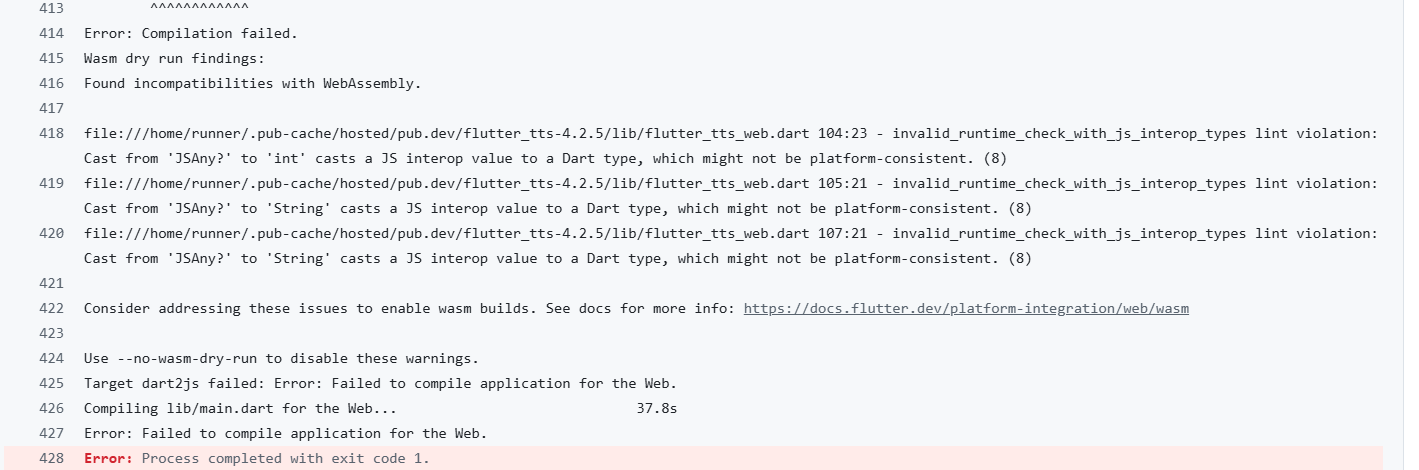 413 ^^^^^^^^^^^^
414 Error: Compilation failed.
415 Wasm dry run findings:
416 Found incompatibilities with WebAssembly.
417
418 file:///home/runner/.pub-cache/hosted/pub.dev/flutter_tts-4.2.5/lib/flutter_tts_web.dart 104:23 - invalid_runtime_check_with_js_interop_types lint violation:
Cast from 'JSAny?' to 'int' casts a JS interop value to a Dart type, which might not be platform-consistent. (8)
419 file:///home/runner/.pub-cache/hosted/pub.dev/flutter_tts-4.2.5/lib/flutter_tts_web.dart 105:21 - invalid_runtime_check_with_js_interop_types lint violation:
Cast from 'JSAny?' to 'String' casts a JS interop value to a Dart type, which might not be platform-consistent. (8)
420 file:///home/runner/.pub-cache/hosted/pub.dev/flutter_tts-4.2.5/lib/flutter_tts_web.dart 107:21 - invalid_runtime_check_with_js_interop_types lint violation:
Cast from 'JSAny?' to 'String' casts a JS interop value to a Dart type, which might not be platform-consistent. (8)
421
422 Consider addressing these issues to enable wasm builds. See docs for more info: https://docs.flutter.dev/platform-integration/web/wasm
423
424 Use --no-wasm-dry-run to disable these warnings.
425 Target dart2js failed: Error: Failed to compile application for the Web.
426 Compiling lib/main.dart for the Web... 37.8s
427 Error: Failed to compile application for the Web.
428 Error: Process completed with exit code 1.